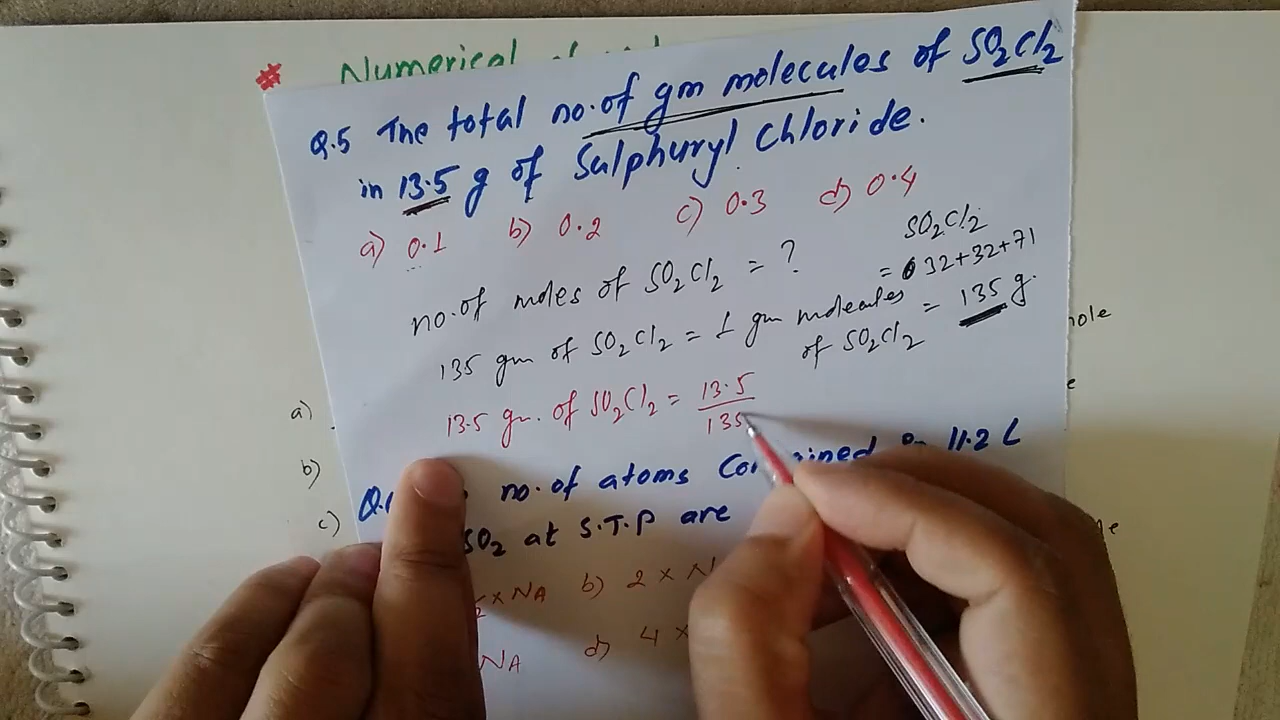 * Numerical
Q.5 The total no. of gm molecules of SO2Cl2
in 13.5 g of Sulphuryl Chloride.
a) 0.1 b) 0.2 c) 0.3 d) 0.4
SO2Cl2
no. of moles of SO2Cl2 = ?
= 32+32+71
135 gm of SO2Cl2 = 1 gm molecules = 135 g.
of SO2Cl2
13.5 gm. of SO2Cl2 = 13.5
135
no. of atoms 11.2 L
SO2 at S.T.P are
× NA b) 2 ×
NA d) 4 ×
a)
b)
c)